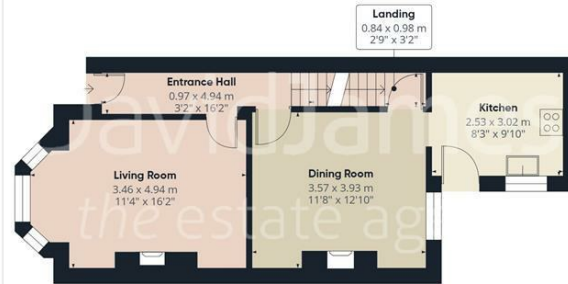 Landing
0.84 x 0.98 m
2'9" x 3'2"
Entrance Hall
0.97 x 4.94 m
3'2" x 16'2"
Kitchen
2.53 x 3.02 m
8'3" x 9'10"
DavidJames
Living Room
3.46 x 4.94 m
11'4" x 16'2"
Dining Room
3.57 x 3.93 m
11'8" x 12'10"
the estate ag